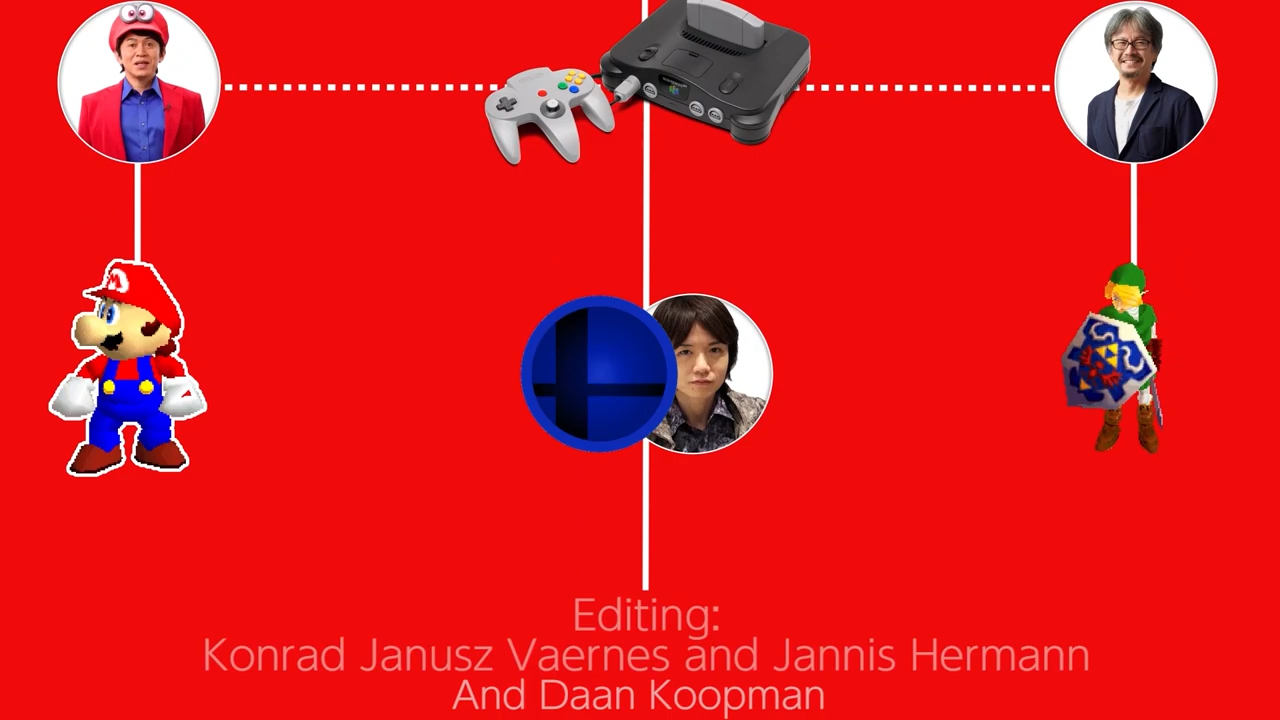 Editing:
Konrad Janusz Vaernes and Jannis Hermann
And Daan Koopman